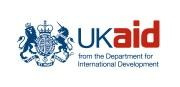 UKaid
from the Department for
International Development